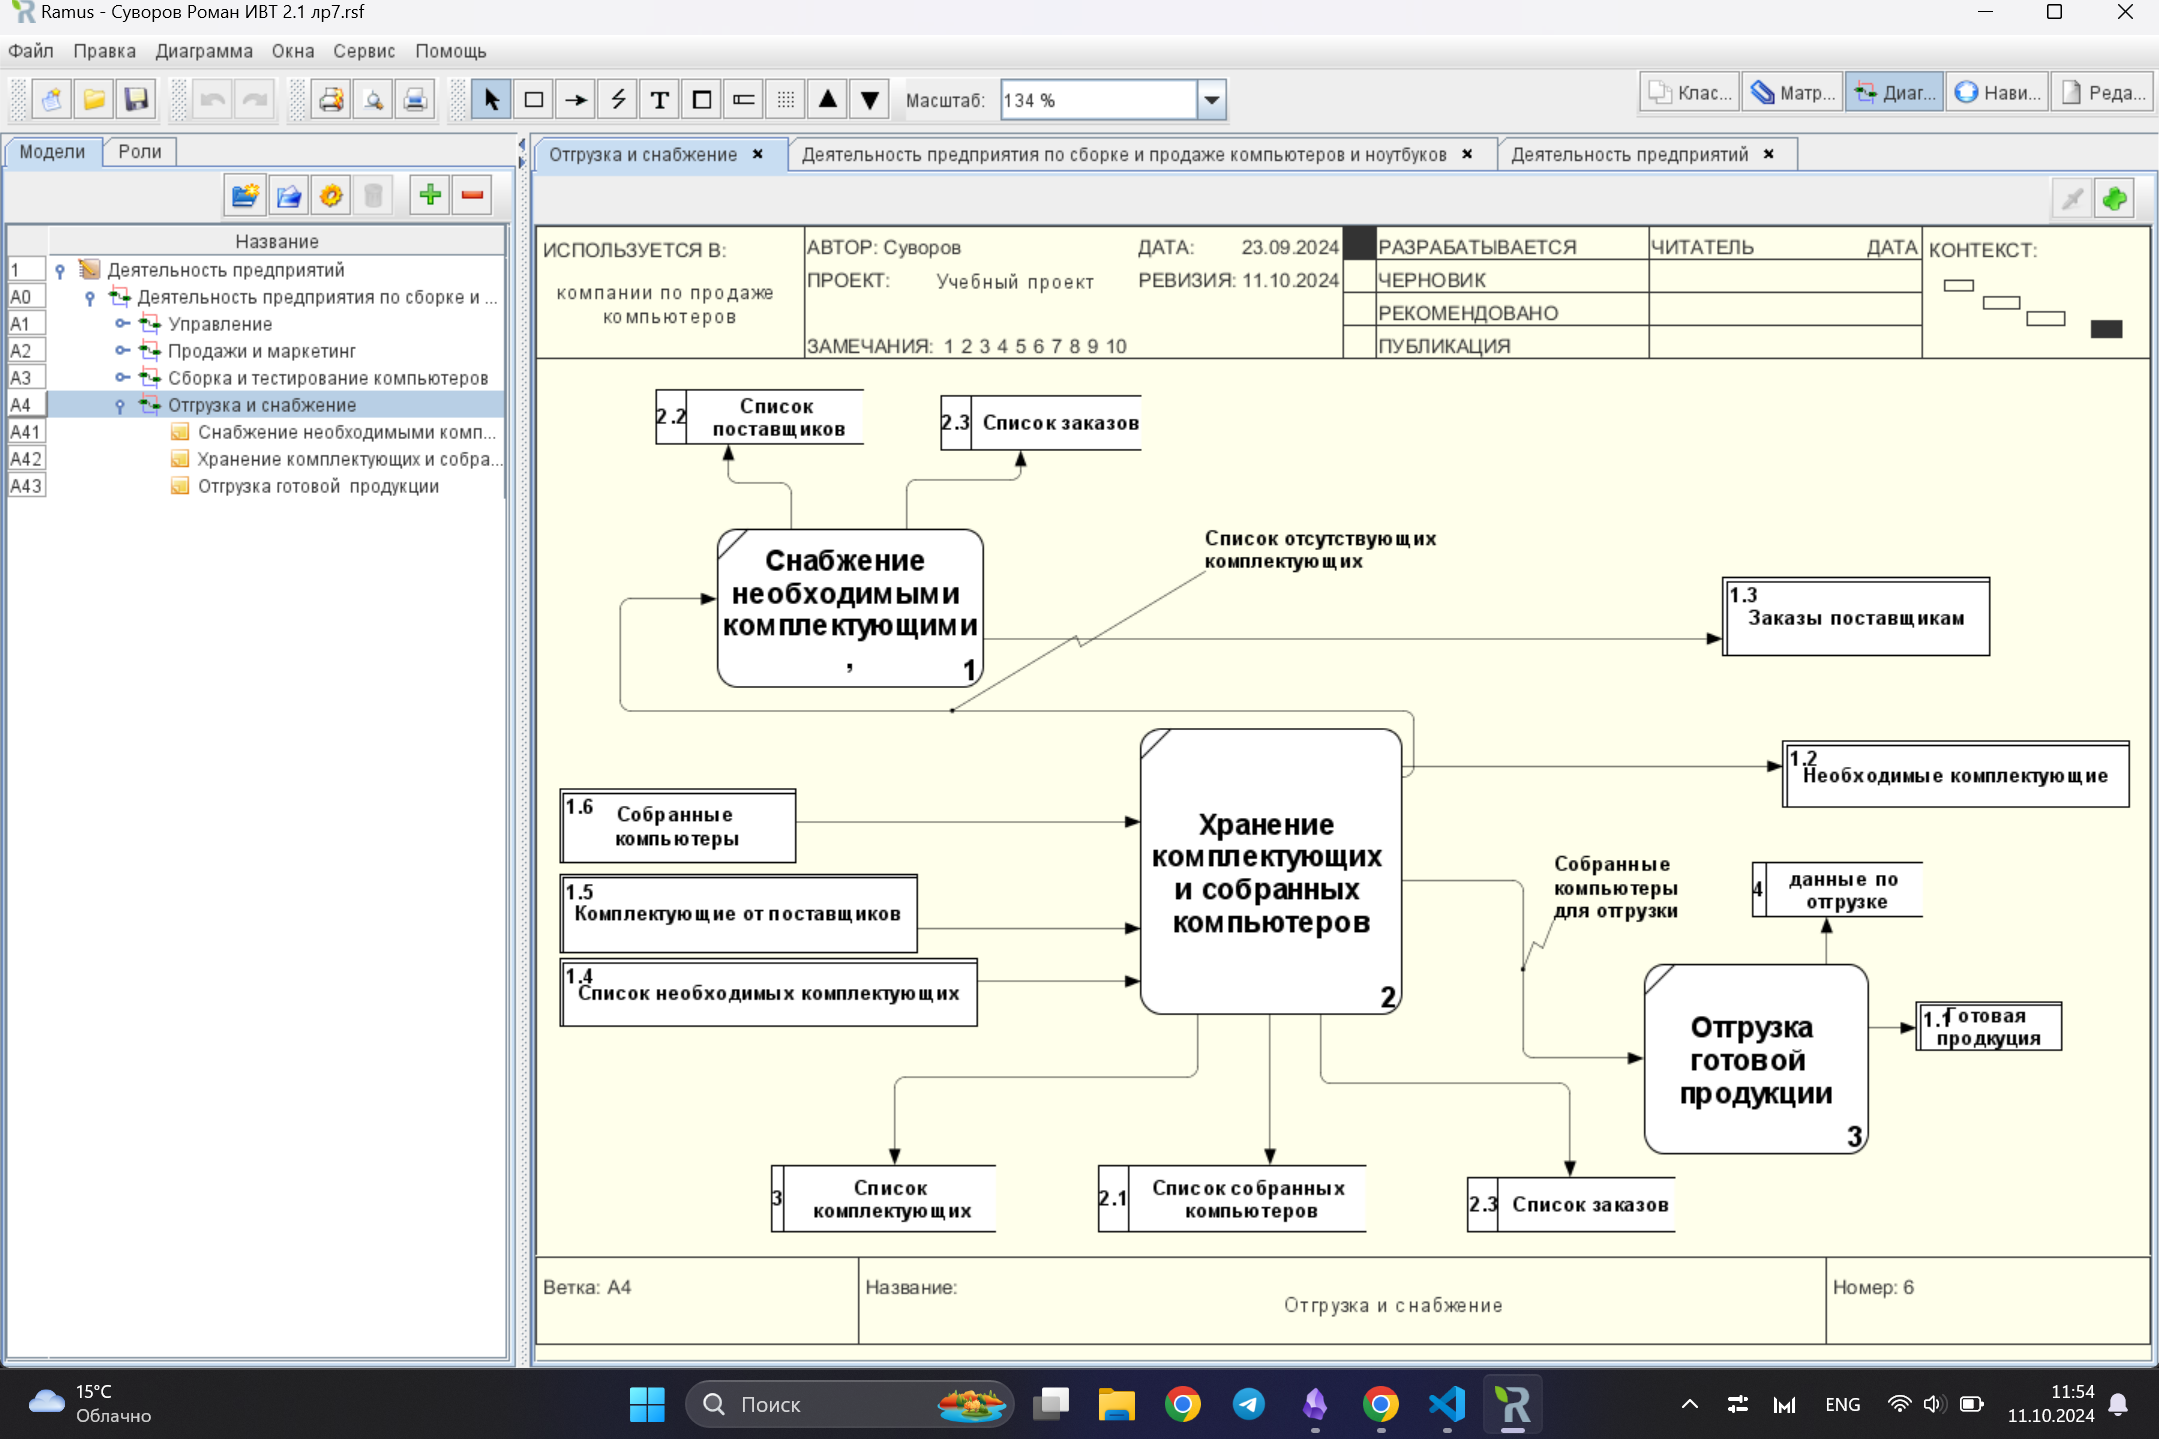 Ramus - Суворов Роман ИВТ 2.1 лр7.rsf
Файл Правка Диаграмма Окна Сервис Помощь
Масштаб: 134 %
Клас... Матр... Диаг... Нави... Реда...
Модели Роли
Отгрузка и снабжение
Деятельность предприятия по сборке и продаже компьютеров и ноутбуков
Деятельность предприятий
Название
1 Деятельность предприятий
A0 Деятельность предприятия по сборке и ...
A1 Управление
A2 Продажи и маркетинг
A3 Сборка и тестирование компьютеров
A4 Отгрузка и снабжение
A41 Снабжение необходимыми комп...
A42 Хранение комплектующих и собра...
A43 Отгрузка готовой продукции
ИСПОЛЬЗУЕТСЯ В:
компании по продаже
компьютеров
АВТОР: Суворов
ДАТА: 23.09.2024
ПРОЕКТ: Учебный проект
РЕВИЗИЯ: 11.10.2024
ЗАМЕЧАНИЯ: 1 2 3 4 5 6 7 8 9 10
РАЗРАБАТЫВАЕТСЯ
ЧЕРНОВИК
РЕКОМЕНДОВАНО
ПУБЛИКАЦИЯ
ЧИТАТЕЛЬ ДАТА
КОНТЕКСТ:
2.2 Список
поставщиков
2.3 Список заказов
Снабжение
необходимыми
комплектующими
,
1
Список отсутствующих
комплектующих
1.3
Заказы поставщикам
1.2
Необходимые комплектующие
1.6 Собранные
компьютеры
1.5
Комплектующие от поставщиков
1.4
Список необходимых комплектующих
Хранение
комплектующих
и собранных
компьютеров
2
Собранные
компьютеры
для отгрузки
4 данные по
отгрузке
Отгрузка
готовой
продукции
3
1.1 Готовая
продкуция
3 Список
комплектующих
2.1 Список собранных
компьютеров
2.3 Список заказов
Ветка: A4
Название:
Отгрузка и снабжение
Номер: 6
15°C
Облачно
Поиск
ENG
11:54
11.10.2024